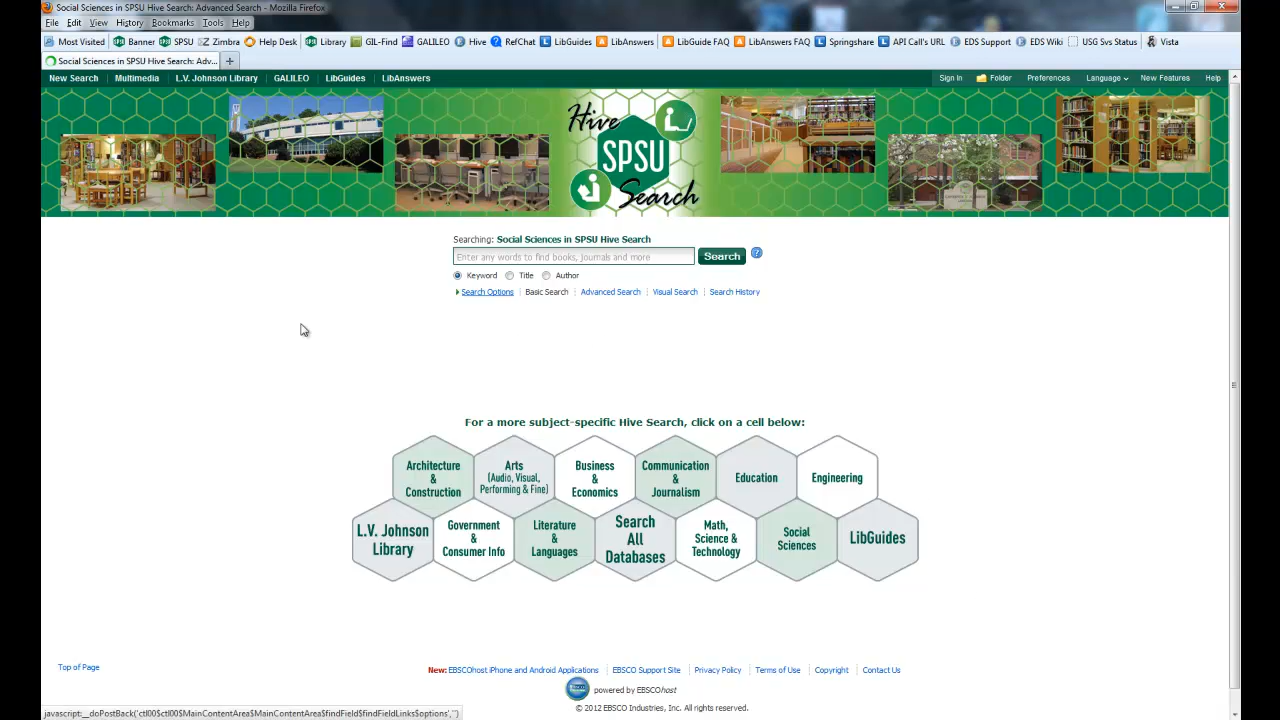 Social Sciences in SPSU Hive Search: Advanced Search - Mozilla Firefox
File Edit View History Bookmarks Tools Help
Most Visited Banner SPSU Zimbra Help Desk Library GIL-Find GALILEO Hive RefChat LibGuides LibAnswers LibGuide FAQ LibAnswers FAQ Springshare API Call's URL EDS Support EDS Wiki USG Svs Status Vista
Social Sciences in SPSU Hive Search: Adv...
New Search Multimedia L.V. Johnson Library GALILEO LibGuides LibAnswers Sign In Folder Preferences Language New Features Help
Hive
SPSU
Search
Searching: Social Sciences in SPSU Hive Search
Enter any words to find books, journals and more Search ?
Keyword Title Author
Search Options Basic Search Advanced Search Visual Search Search History
For a more subject-specific Hive Search, click on a cell below:
Architecture
&
Construction
Arts
(Audio, Visual,
Performing & Fine)
Business
&
Economics
Communication
&
Journalism
Education
Engineering
L.V. Johnson
Library
Government
&
Consumer Info
Literature
&
Languages
Search
All
Databases
Math,
Science &
Technology
Social
Sciences
LibGuides
Top of Page
New: EBSCOhost iPhone and Android Applications EBSCO Support Site Privacy Policy Terms of Use Copyright Contact Us
powered by EBSCOhost
© 2012 EBSCO Industries, Inc. All rights reserved.
javascript:__doPostBack('ctl00$ctl00$MainContentArea$MainContentArea$findField$findFieldLinks$options','')